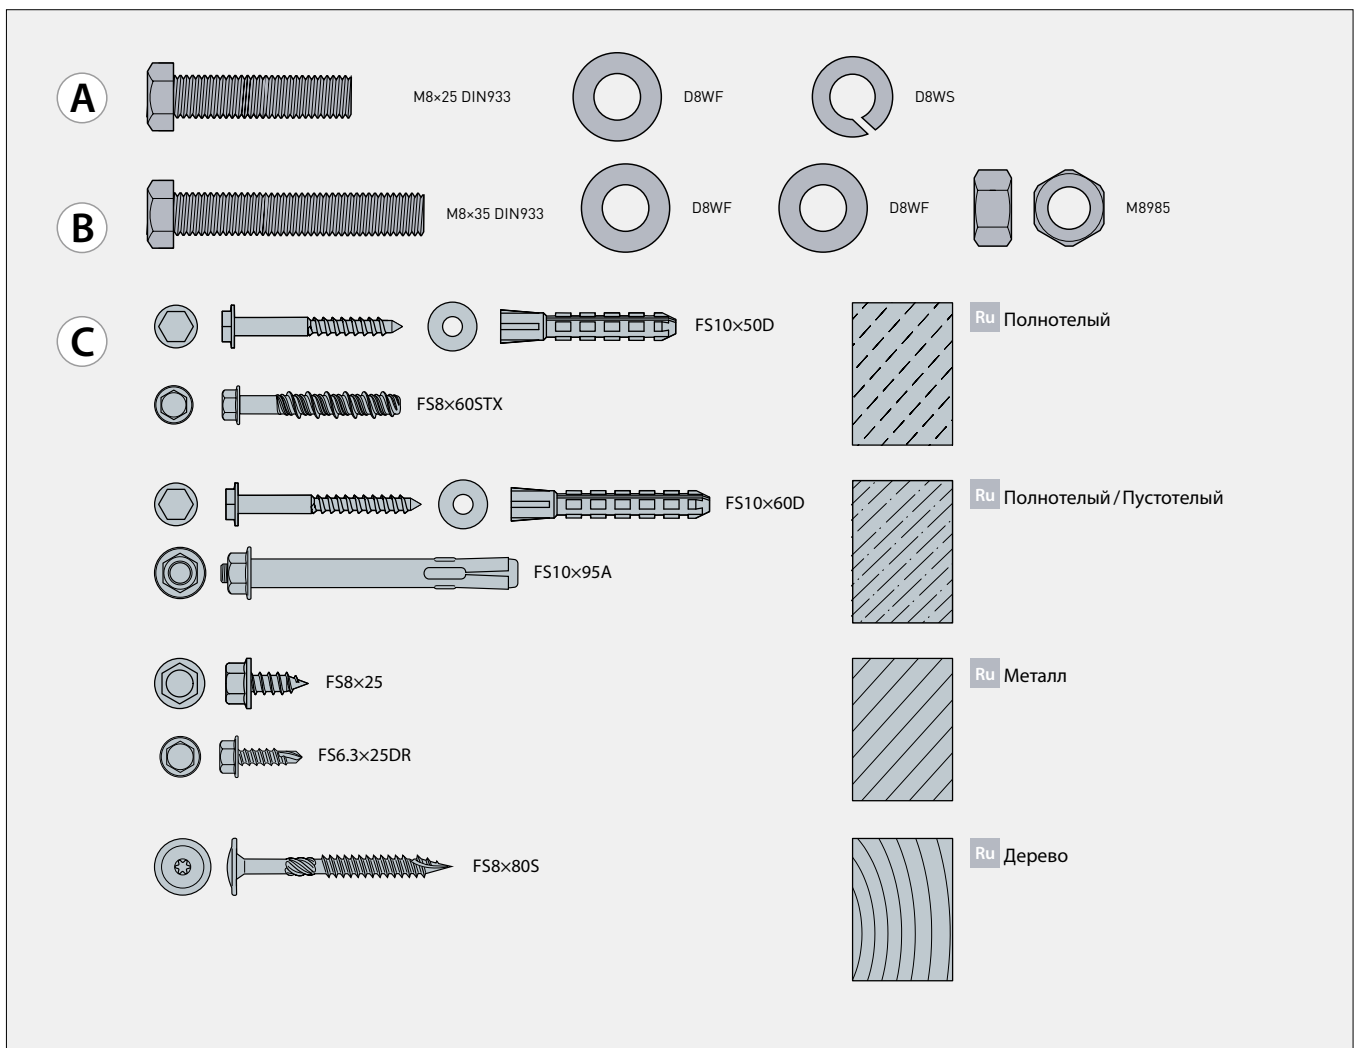 A
M8×25 DIN933 D8WF D8WS
B
M8×35 DIN933 D8WF D8WF M8985
C
FS10×50D
Ru Полнотелый
FS8×60STX
FS10×60D
Ru Полнотелый / Пустотелый
FS10×95A
FS8×25
Ru Металл
FS6.3×25DR
FS8×80S
Ru Дерево